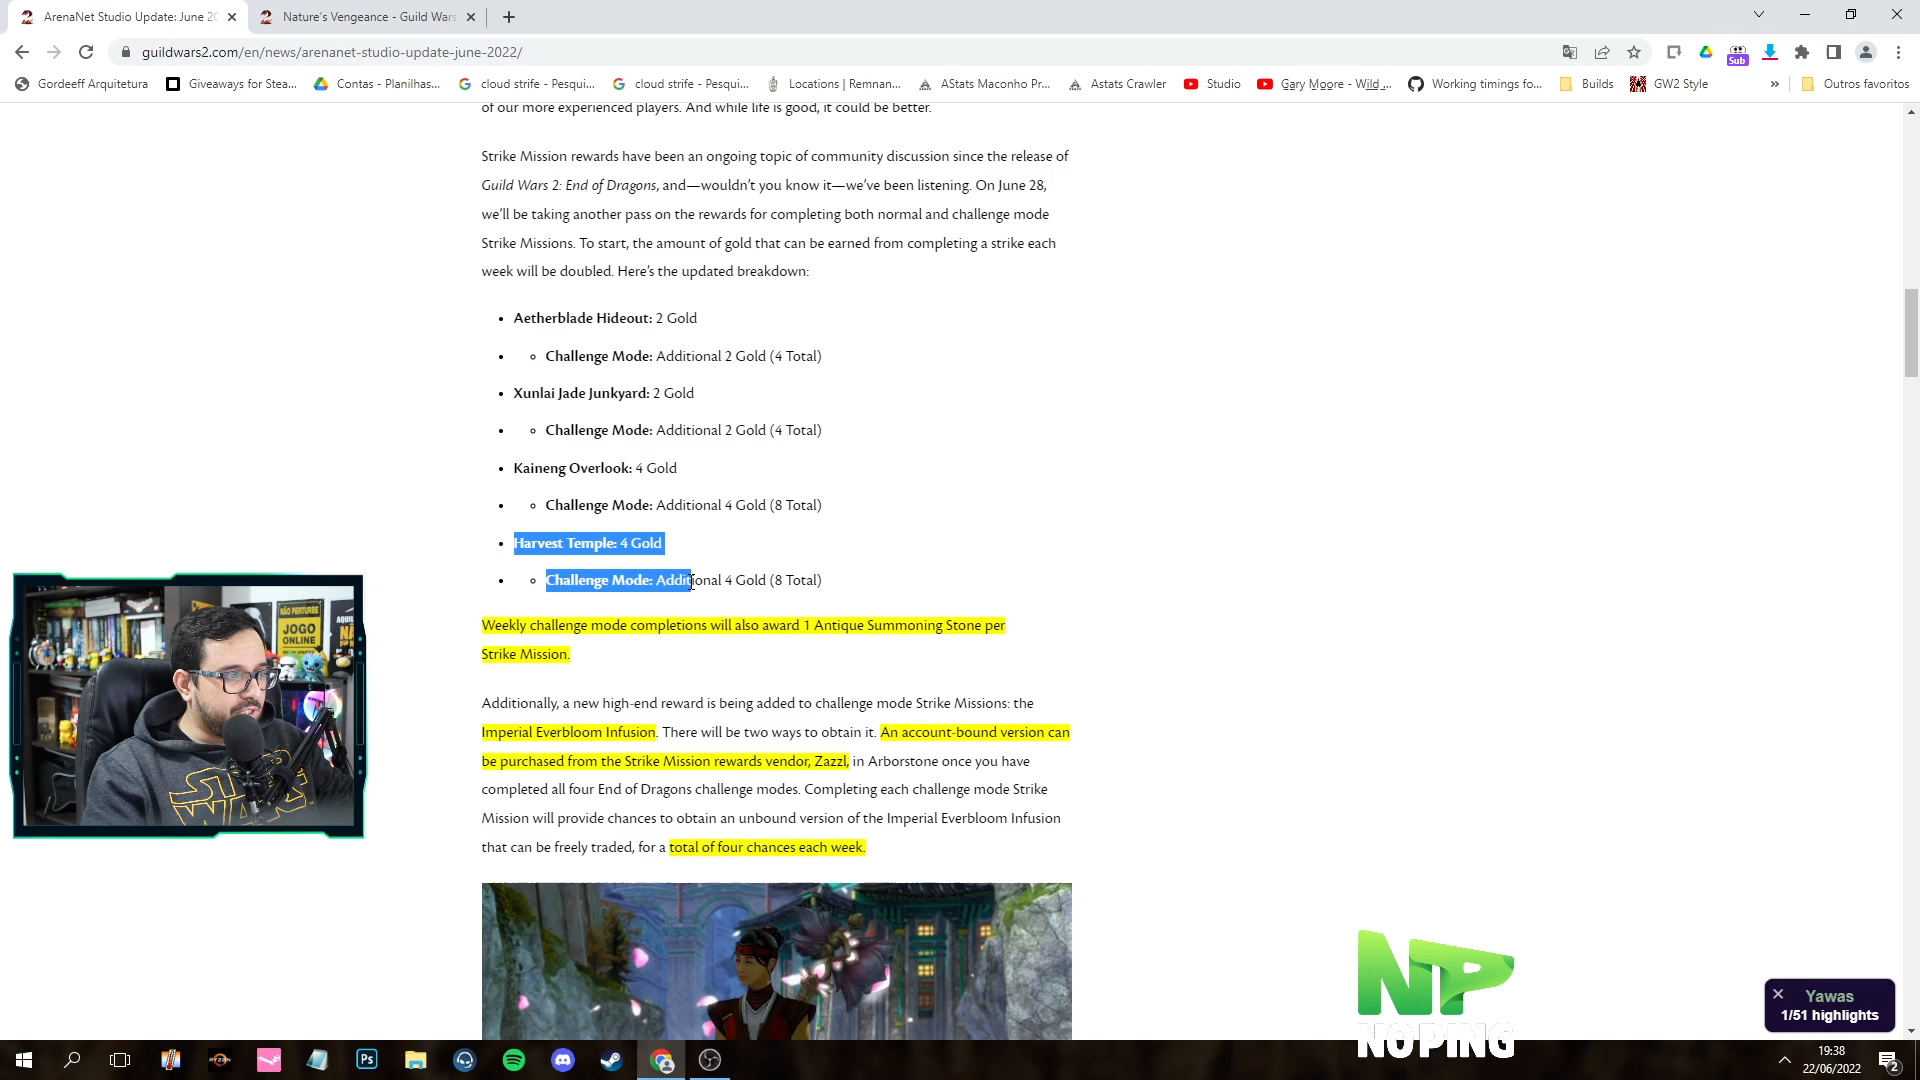 ArenaNet Studio Update: June 20
Nature's Vengeance - Guild Wars
guildwars2.com/en/news/arenanet-studio-update-june-2022/
Sub
Gordeeff Arquitetura
Giveaways for Stea...
Contas - Planilhas...
cloud strife - Pesqui...
cloud strife - Pesqui...
Locations | Remnan...
AStats Maconho Pr...
Astats Crawler
Studio
Gary Moore - Wild ...
Working timings fo...
Builds
GW2 Style
»
Outros favoritos
of our more experienced players. And while life is good, it could be better.
Strike Mission rewards have been an ongoing topic of community discussion since the release of
Guild Wars 2: End of Dragons, and—wouldn't you know it—we've been listening. On June 28,
we'll be taking another pass on the rewards for completing both normal and challenge mode
Strike Missions. To start, the amount of gold that can be earned from completing a strike each
week will be doubled. Here's the updated breakdown:
Aetherblade Hideout: 2 Gold
Challenge Mode: Additional 2 Gold (4 Total)
Xunlai Jade Junkyard: 2 Gold
Challenge Mode: Additional 2 Gold (4 Total)
Kaineng Overlook: 4 Gold
Challenge Mode: Additional 4 Gold (8 Total)
Harvest Temple: 4 Gold
Challenge Mode: Additional 4 Gold (8 Total)
Weekly challenge mode completions will also award 1 Antique Summoning Stone per
Strike Mission.
Additionally, a new high-end reward is being added to challenge mode Strike Missions: the
Imperial Everbloom Infusion. There will be two ways to obtain it. An account-bound version can
be purchased from the Strike Mission rewards vendor, Zazzl, in Arborstone once you have
completed all four End of Dragons challenge modes. Completing each challenge mode Strike
Mission will provide chances to obtain an unbound version of the Imperial Everbloom Infusion
that can be freely traded, for a total of four chances each week.
NÃO PERTURBE
JOGO
ONLINE
STAR
WARS
NP
NOPING
Yawas
1/51 highlights
Ps
19:38
22/06/2022
2